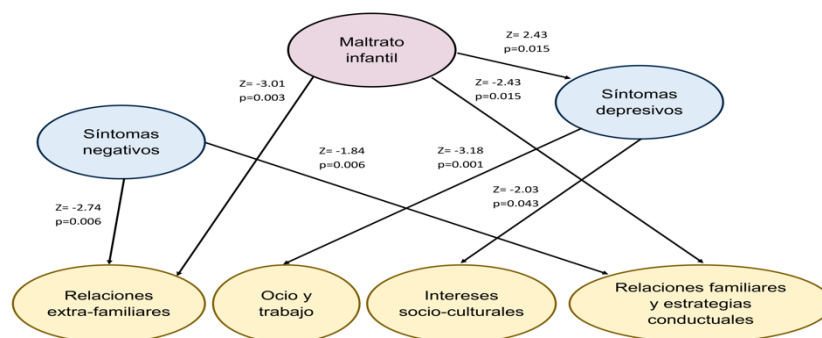 Maltrato
infantil
Z= 2.43
p=0.015
Z= -3.01
p=0.003
Z= -2.43
p=0.015
Síntomas
depresivos
Síntomas
negativos
Z= -1.84
p=0.006
Z= -3.18
p=0.001
Z= -2.03
p=0.043
Z= -2.74
p=0.006
Relaciones
extra-familiares
Ocio y
trabajo
Intereses
socio-culturales
Relaciones familiares
y estrategias
conductuales